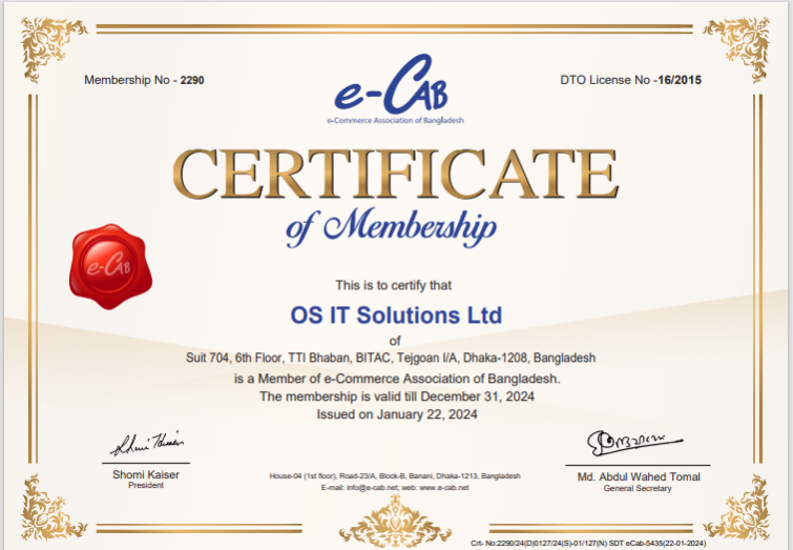 Membership No - 2290
DTO License No -16/2015
e-CAB
e-Commerce Association of Bangladesh
CERTIFICATE
of Membership
e-CAB
This is to certify that
OS IT Solutions Ltd
of
Suit 704, 6th Floor, TTI Bhaban, BITAC, Tejgoan I/A, Dhaka-1208, Bangladesh
is a Member of e-Commerce Association of Bangladesh.
The membership is valid till December 31, 2024
Issued on January 22, 2024
Shomi Kaiser
President
House-04 (1st floor), Road-23/A, Block-B, Banani, Dhaka-1213, Bangladesh
E-mail: info@e-cab.net; web: www.e-cab.net
Md. Abdul Wahed Tomal
General Secretary
Crt- No:2290/24(D)0127/24(S)-01/127(N) SDT eCab-5435(22-01-2024)